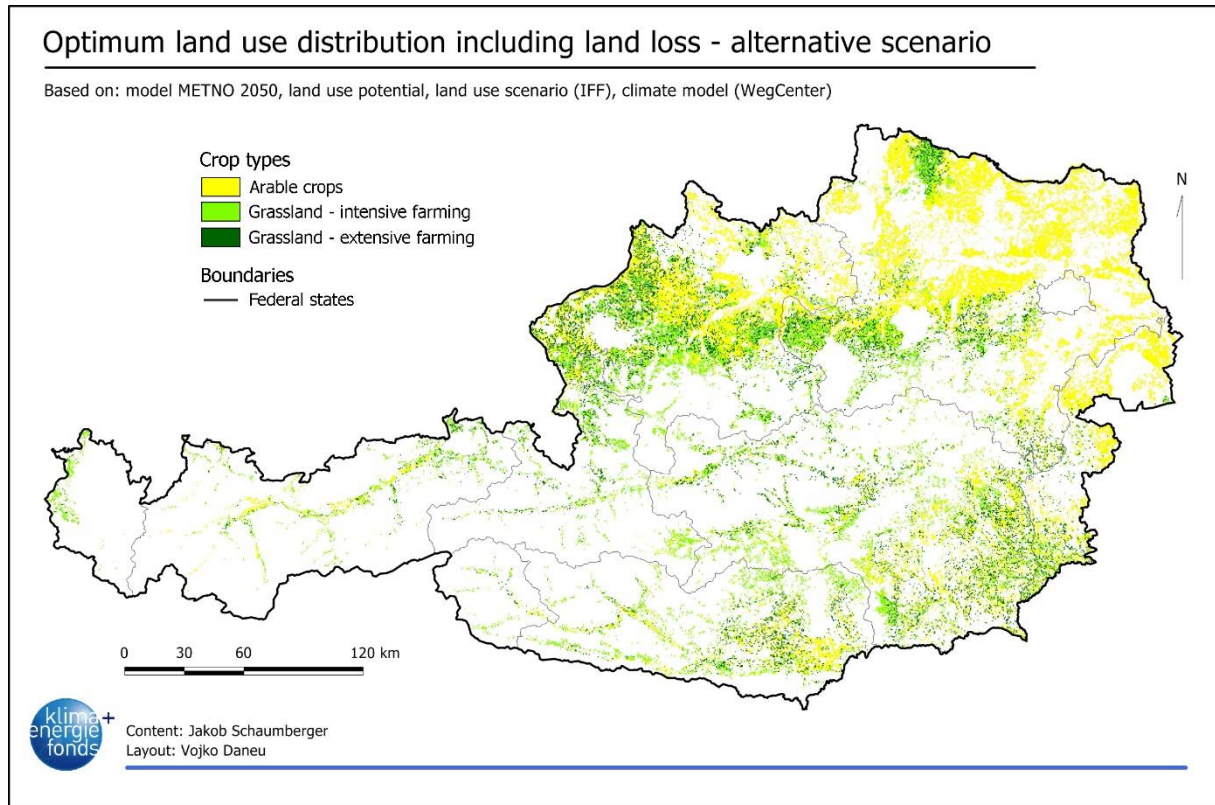 Optimum land use distribution including land loss - alternative scenario
Based on: model METNO 2050, land use potential, land use scenario (IFF), climate model (WegCenter)
Crop types
Arable crops
Grassland - intensive farming
Grassland - extensive farming
Boundaries
Federal states
N
0 30 60 120 km
klima+
energie
fonds
Content: Jakob Schaumberger
Layout: Vojko Daneu